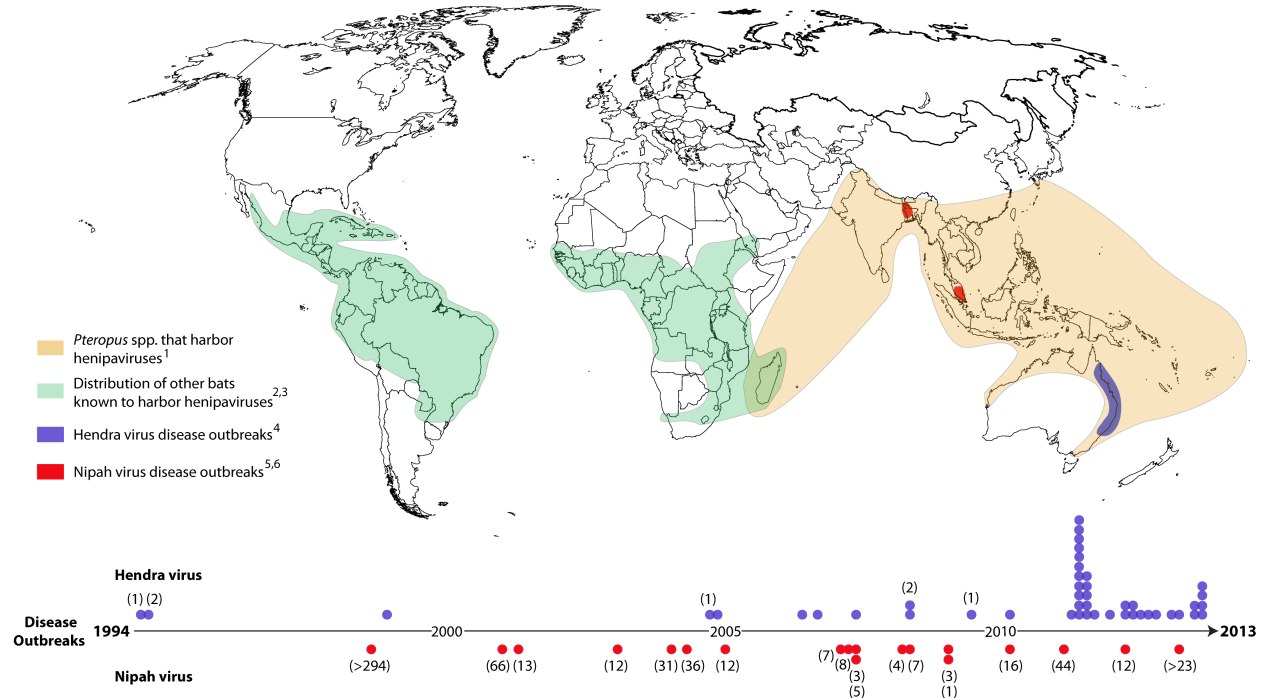 Pteropus spp. that harbor
henipaviruses1
Distribution of other bats
known to harbor henipaviruses2,3
Hendra virus disease outbreaks4
Nipah virus disease outbreaks5,6
Hendra virus
(1) (2) (1) (2) (1)
Disease
Outbreaks
1994 2000 2005 2010 2013
(>294) (66) (13) (12) (31) (36) (12) (7) (8) (3) (4) (7) (3) (16) (44) (12) (>23)
(5) (1)
Nipah virus